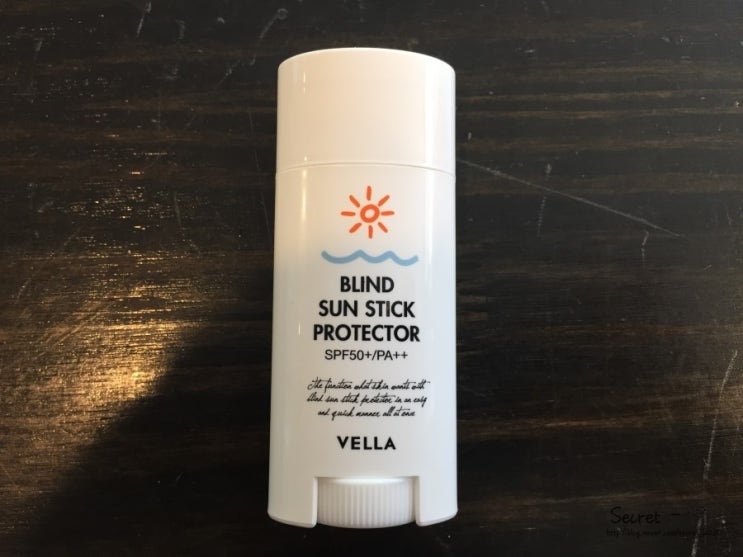 BLIND
SUN STICK
PROTECTOR
SPF50+/PA++
the function what skin wants with
blind sun stick protector in an easy
and quick manner all at once
VELLA
Secret